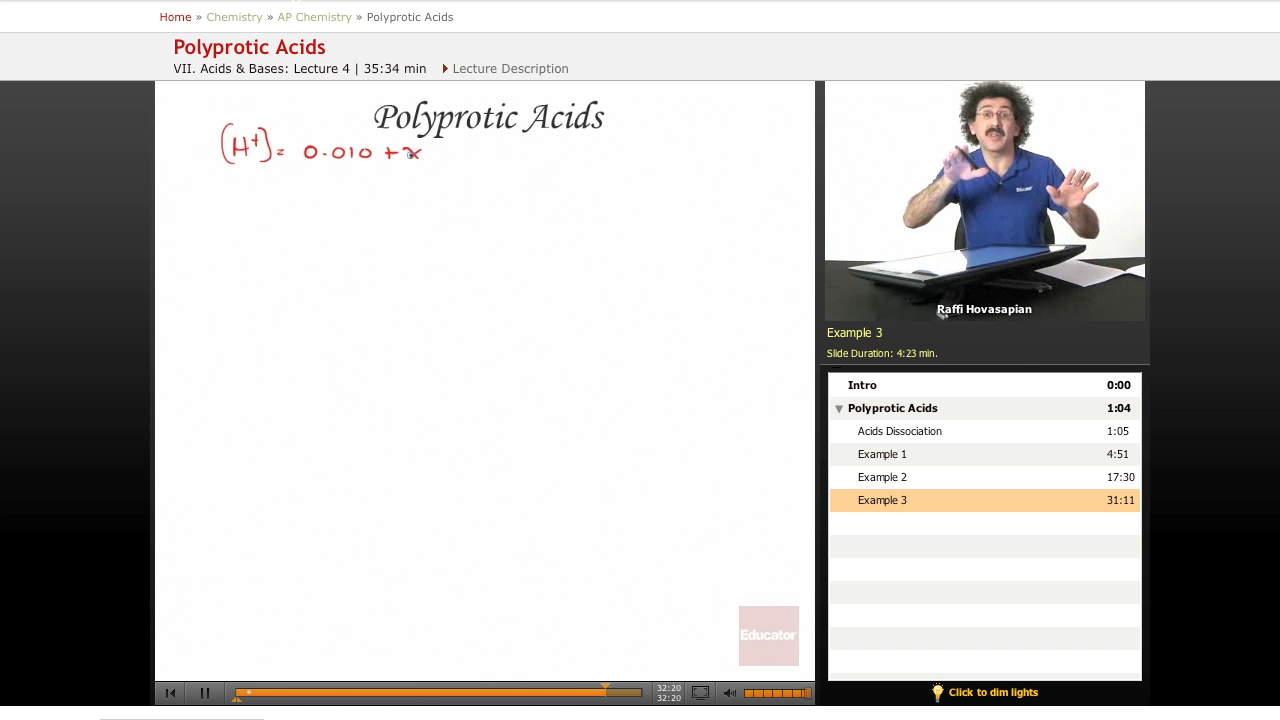 Home » Chemistry » AP Chemistry » Polyprotic Acids
Polyprotic Acids
VII. Acids & Bases: Lecture 4 | 35:34 min
Lecture Description
Polyprotic Acids
[H+] = 0.010 + x
Educator
Raffi Hovasapian
Example 3
Slide Duration: 4:23 min.
Intro 0:00
Polyprotic Acids 1:04
Acids Dissociation 1:05
Example 1 4:51
Example 2 17:30
Example 3 31:11
Educator
32:20
32:20
Click to dim lights